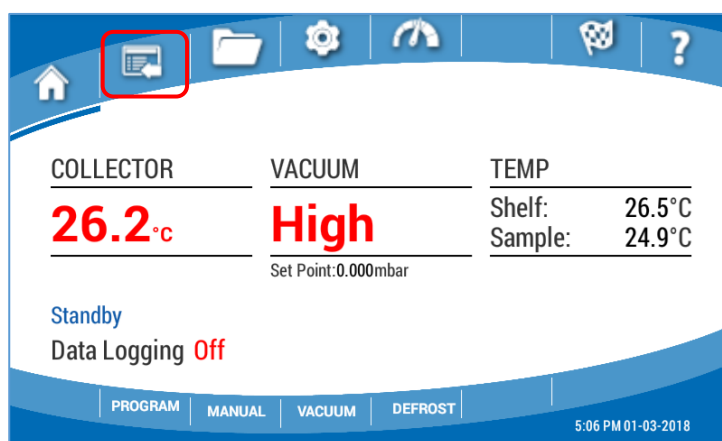 ?
COLLECTOR VACUUM TEMP
26.2°C High Shelf: 26.5°C
Sample: 24.9°C
Set Point:0.000mbar
Standby
Data Logging Off
PROGRAM MANUAL VACUUM DEFROST
5:06 PM 01-03-2018